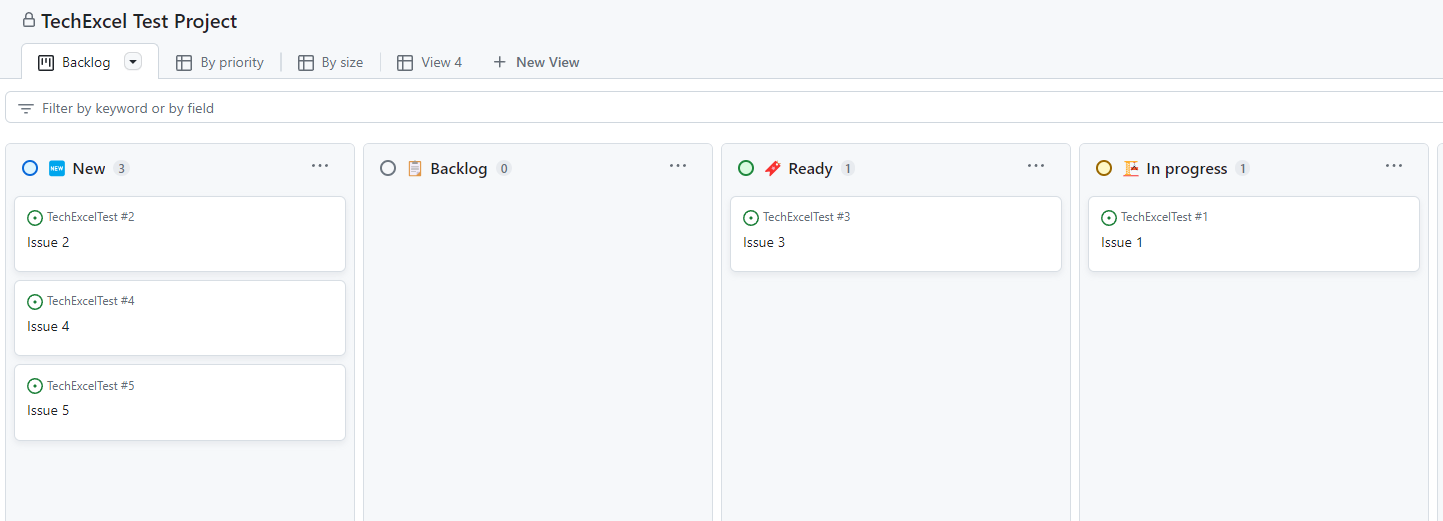 TechExcel Test Project
Backlog
By priority
By size
View 4
New View
Filter by keyword or by field
NEW New 3
TechExcelTest #2
Issue 2
TechExcelTest #4
Issue 4
TechExcelTest #5
Issue 5
Backlog 0
Ready 1
TechExcelTest #3
Issue 3
In progress 1
TechExcelTest #1
Issue 1